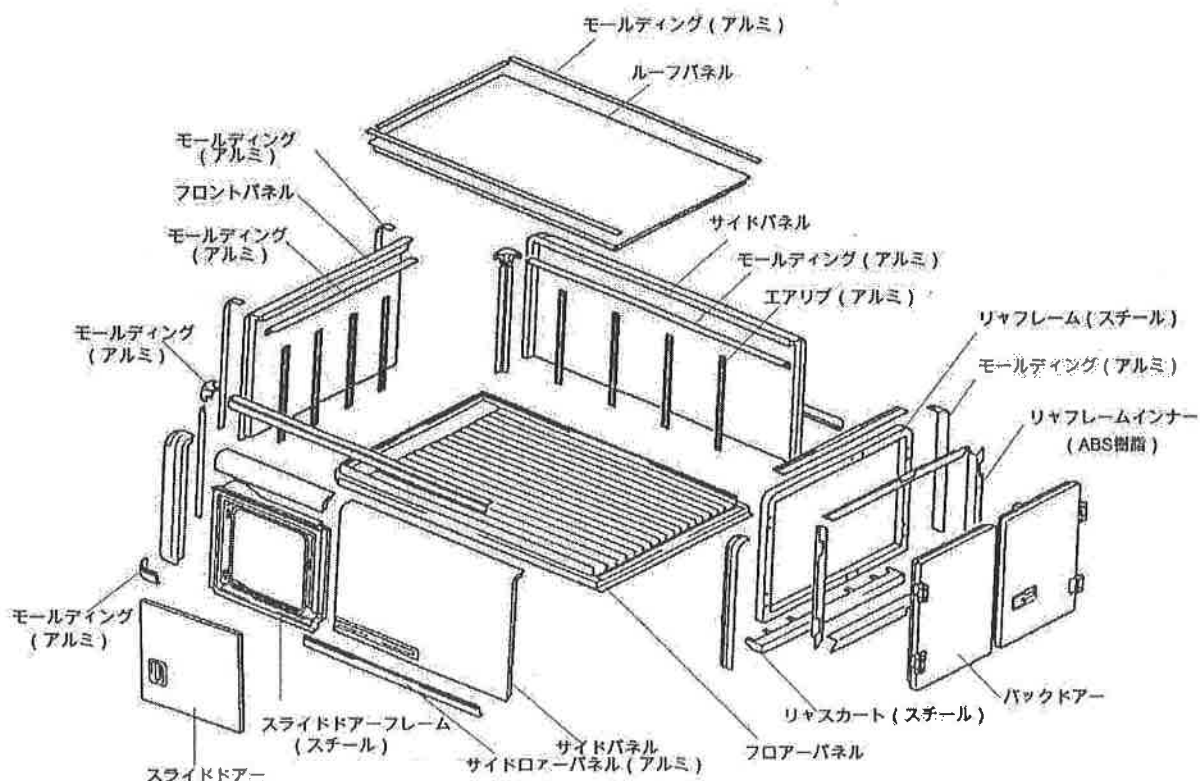 モールディング ( アルミ )
ルーフパネル
モールディング
( アルミ )
フロントパネル
モールディング
( アルミ )
サイドパネル
モールディング ( アルミ )
エアリブ ( アルミ )
リヤフレーム ( スチール )
モールディング ( アルミ )
リヤフレームインナー
( ABS樹脂 )
モールディング
( アルミ )
モールディング
( アルミ )
スライドドアー
スライドドアーフレーム
( スチール )
サイドパネル
サイドロアーパネル ( アルミ )
フロアーパネル
リヤスカート ( スチール )
バックドアー